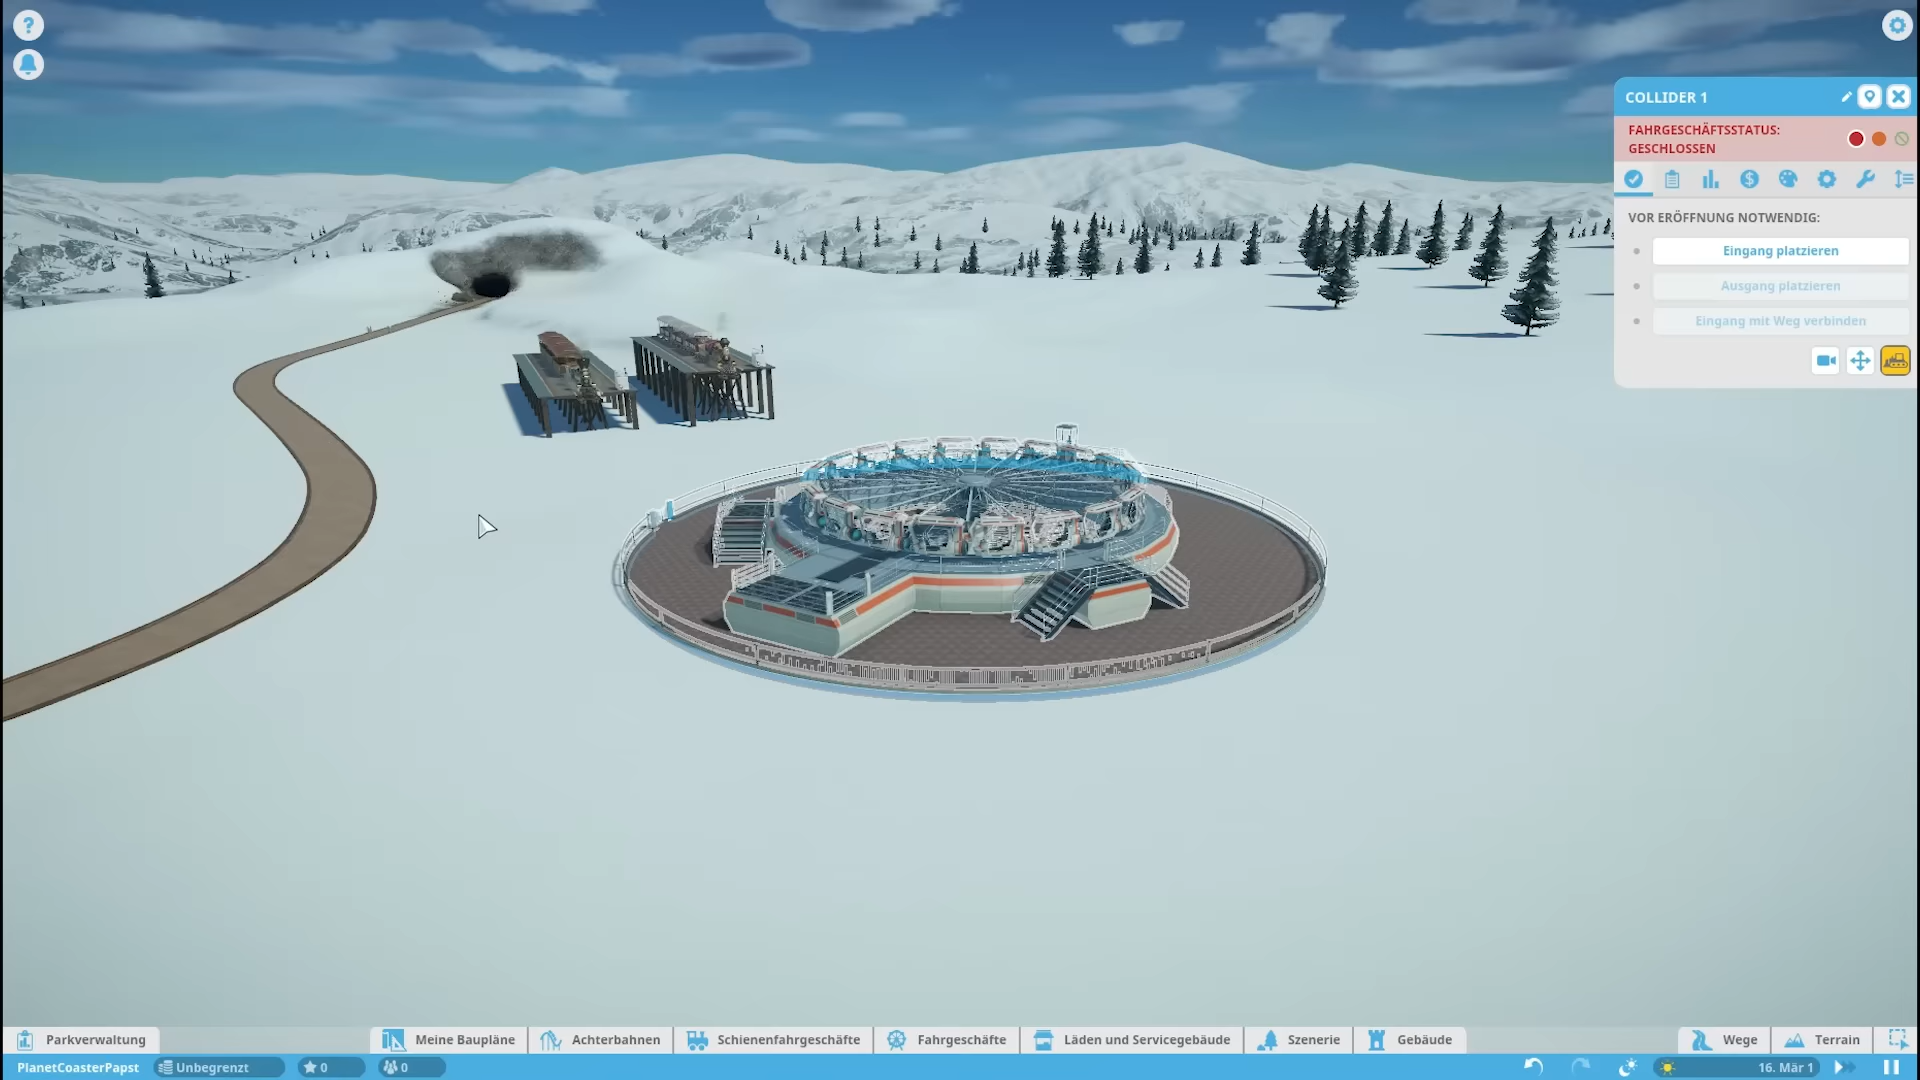 ?
COLLIDER 1
FAHRGESCHÄFTSSTATUS:
GESCHLOSSEN
VOR ERÖFFNUNG NOTWENDIG:
Eingang platzieren
Ausgang platzieren
Eingang mit Weg verbinden
Parkverwaltung
Meine Baupläne
Achterbahnen
Schienenfahrgeschäfte
Fahrgeschäfte
Läden und Servicegebäude
Szenerie
Gebäude
Wege
Terrain
PlanetCoasterPapst
Unbegrenzt
0
0
16. Mär 1